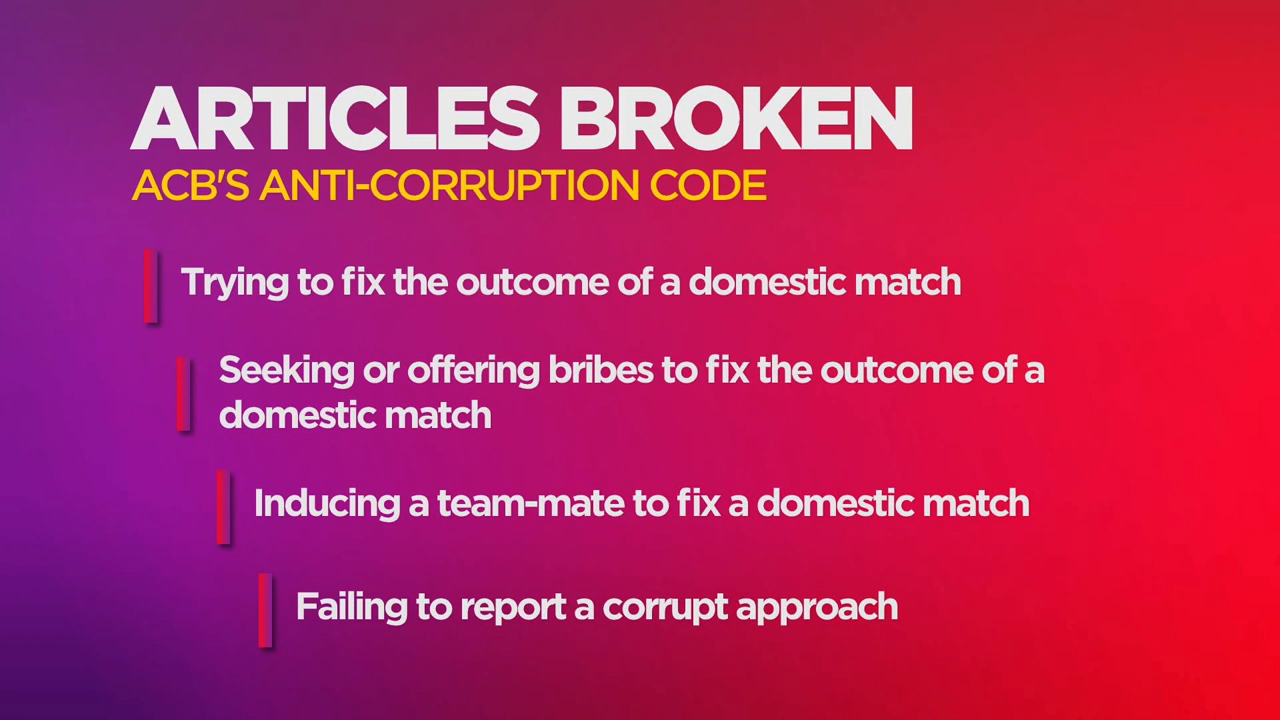 ARTICLES BROKEN
ACB'S ANTI-CORRUPTION CODE
Trying to fix the outcome of a domestic match
Seeking or offering bribes to fix the outcome of a
domestic match
Inducing a team-mate to fix a domestic match
Failing to report a corrupt approach